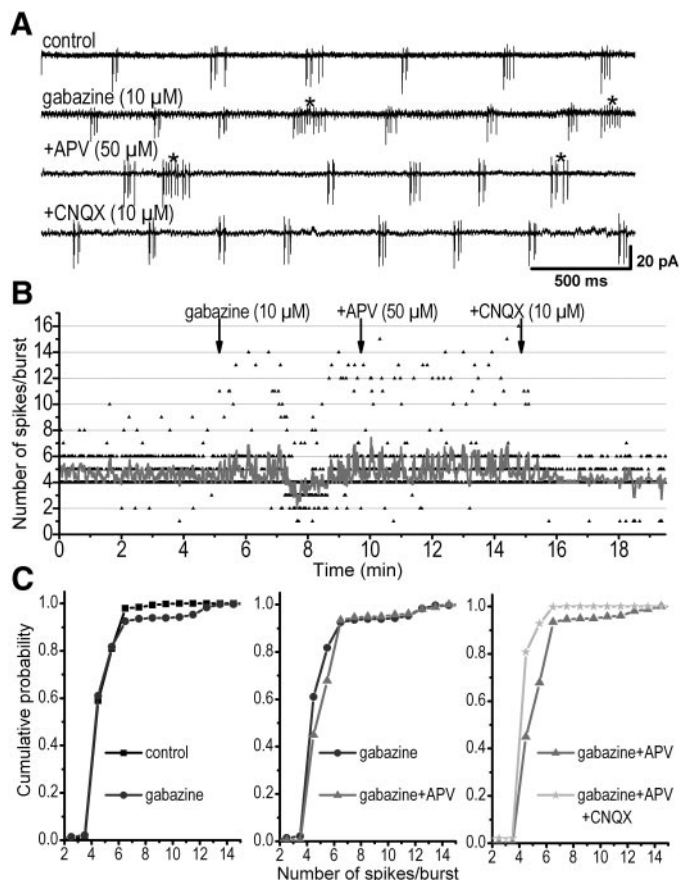 A
control
gabazine (10 µM)
*
*
+APV (50 µM)
*
*
+CNQX (10 µM)
20 pA
500 ms
B
gabazine (10 µM) +APV (50 µM) +CNQX (10 µM)
Number of spikes/burst
16
14
12
10
8
6
4
2
0
0 2 4 6 8 10 12 14 16 18
Time (min)
C
Cumulative probability
1.0
0.8
0.6
0.4
0.2
0.0
control
gabazine
2 4 6 8 10 12 14
1.0
0.8
0.6
0.4
0.2
0.0
gabazine
gabazine+APV
2 4 6 8 10 12 14
1.0
0.8
0.6
0.4
0.2
0.0
gabazine+APV
gabazine+APV
+CNQX
2 4 6 8 10 12 14
Number of spikes/burst